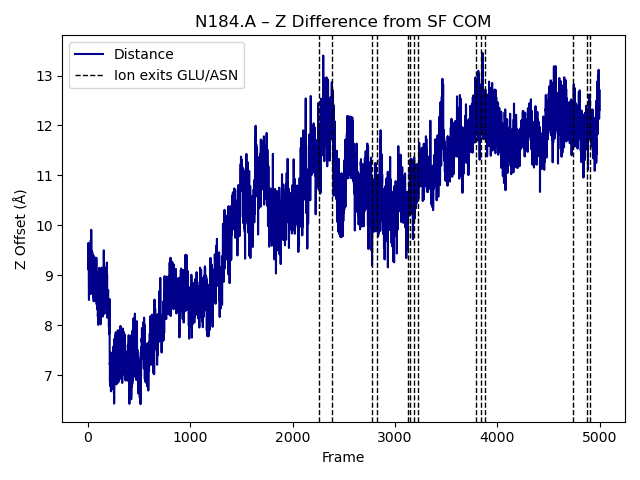 N184.A – Z Difference from SF COM
Distance
Ion exits GLU/ASN
Z Offset (Å)
13
12
11
10
9
8
7
0 1000 2000 3000 4000 5000
Frame